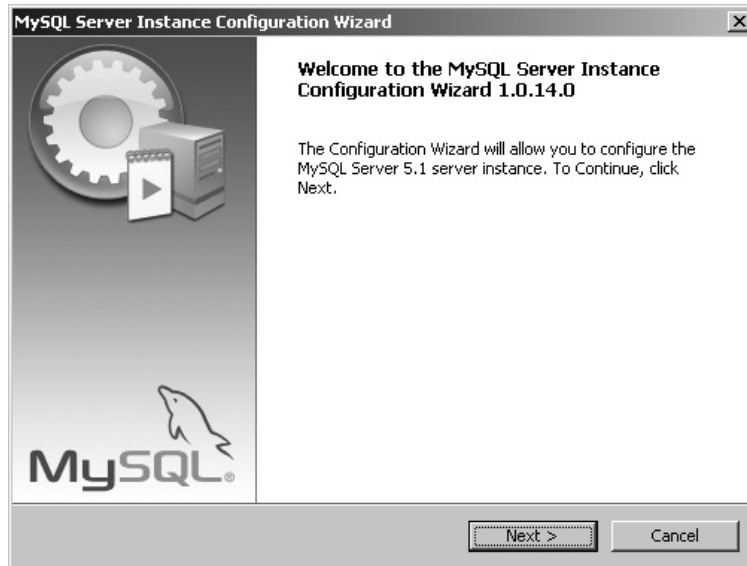 MySQL Server Instance Configuration Wizard
Welcome to the MySQL Server Instance
Configuration Wizard 1.0.14.0
The Configuration Wizard will allow you to configure the
MySQL Server 5.1 server instance. To Continue, click
Next.
MySQL®
Next >
Cancel